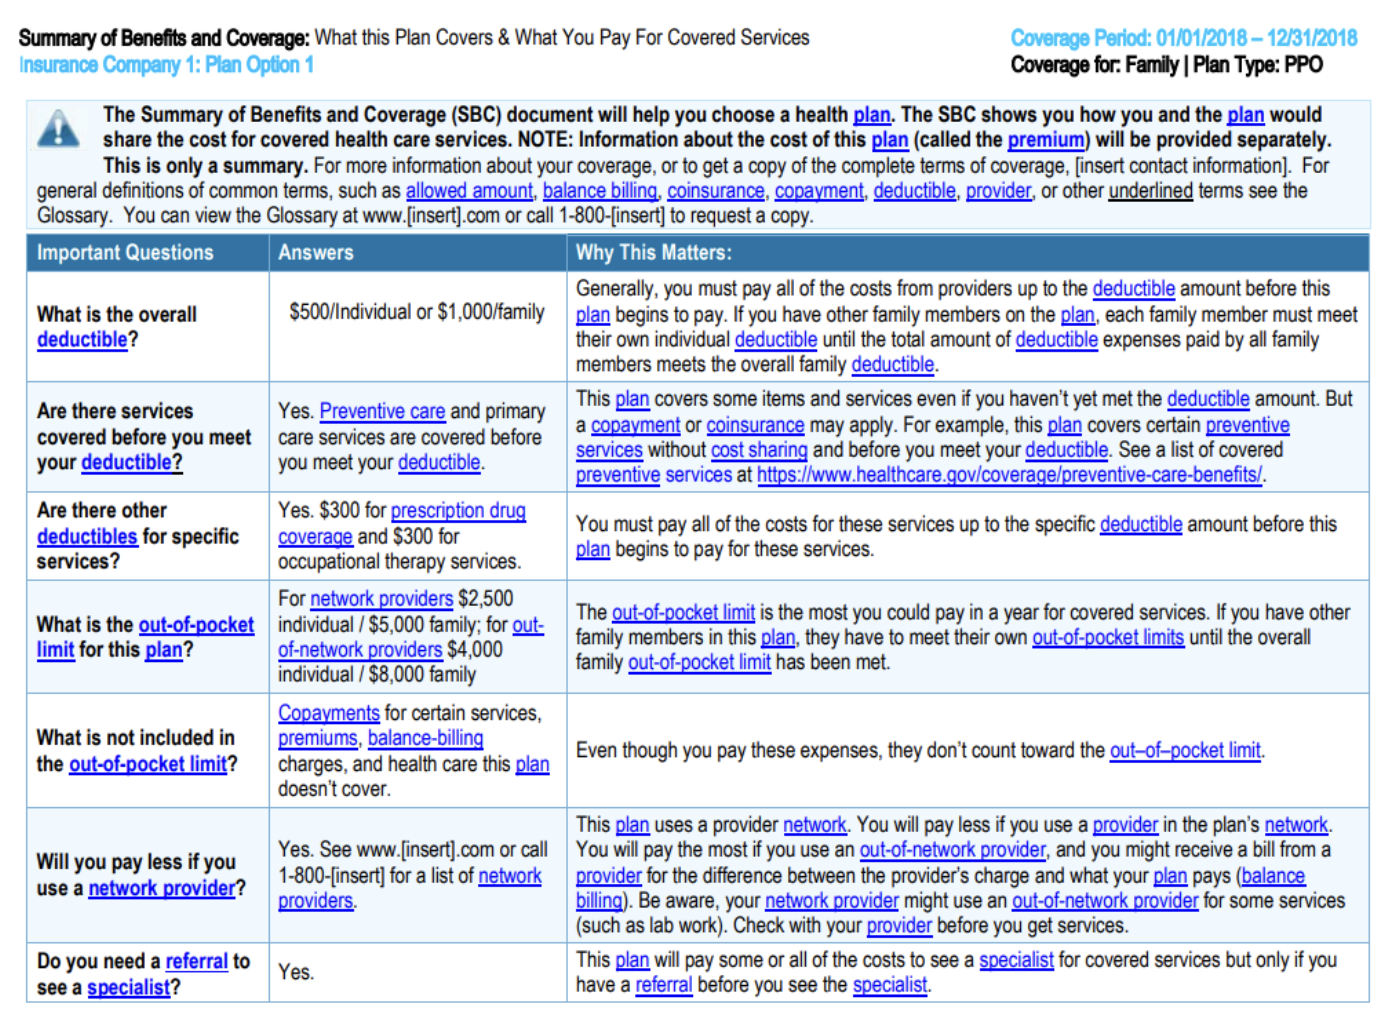 Summary of Benefits and Coverage: What this Plan Covers & What You Pay For Covered Services
Coverage Period: 01/01/2018 – 12/31/2018
Insurance Company 1: Plan Option 1
Coverage for: Family | Plan Type: PPO
The Summary of Benefits and Coverage (SBC) document will help you choose a health plan. The SBC shows you how you and the plan would
share the cost for covered health care services. NOTE: Information about the cost of this plan (called the premium) will be provided separately.
This is only a summary. For more information about your coverage, or to get a copy of the complete terms of coverage, [insert contact information]. For
general definitions of common terms, such as allowed amount, balance billing, coinsurance, copayment, deductible, provider, or other underlined terms see the
Glossary. You can view the Glossary at www.[insert].com or call 1-800-[insert] to request a copy.
Important Questions
Answers
Why This Matters:
What is the overall
deductible?
$500/Individual or $1,000/family
Generally, you must pay all of the costs from providers up to the deductible amount before this
plan begins to pay. If you have other family members on the plan, each family member must meet
their own individual deductible until the total amount of deductible expenses paid by all family
members meets the overall family deductible.
Are there services
covered before you meet
your deductible?
Yes. Preventive care and primary
care services are covered before
you meet your deductible.
This plan covers some items and services even if you haven't yet met the deductible amount. But
a copayment or coinsurance may apply. For example, this plan covers certain preventive
services without cost sharing and before you meet your deductible. See a list of covered
preventive services at https://www.healthcare.gov/coverage/preventive-care-benefits/.
Are there other
deductibles for specific
services?
Yes. $300 for prescription drug
coverage and $300 for
occupational therapy services.
You must pay all of the costs for these services up to the specific deductible amount before this
plan begins to pay for these services.
What is the out-of-pocket
limit for this plan?
For network providers $2,500
individual / $5,000 family; for out-
of-network providers $4,000
individual / $8,000 family
The out-of-pocket limit is the most you could pay in a year for covered services. If you have other
family members in this plan, they have to meet their own out-of-pocket limits until the overall
family out-of-pocket limit has been met.
What is not included in
the out-of-pocket limit?
Copayments for certain services,
premiums, balance-billing
charges, and health care this plan
doesn't cover.
Even though you pay these expenses, they don't count toward the out–of–pocket limit.
Will you pay less if you
use a network provider?
Yes. See www.[insert].com or call
1-800-[insert] for a list of network
providers.
This plan uses a provider network. You will pay less if you use a provider in the plan's network.
You will pay the most if you use an out-of-network provider, and you might receive a bill from a
provider for the difference between the provider's charge and what your plan pays (balance
billing). Be aware, your network provider might use an out-of-network provider for some services
(such as lab work). Check with your provider before you get services.
Do you need a referral to
see a specialist?
Yes.
This plan will pay some or all of the costs to see a specialist for covered services but only if you
have a referral before you see the specialist.